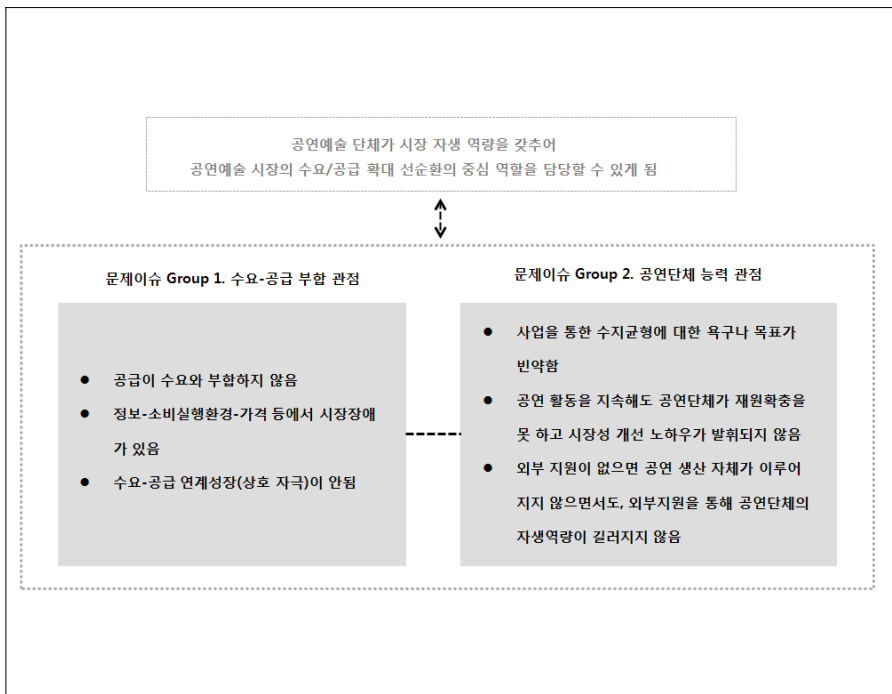 공연예술 단체가 시장 자생 역량을 갖추어
공연예술 시장의 수요/공급 확대 선순환의 중심 역할을 담당할 수 있게 됨
문제이슈 Group 1. 수요-공급 부합 관점
● 공급이 수요와 부합하지 않음
● 정보-소비실행환경-가격 등에서 시장장애
가 있음
● 수요-공급 연계성장(상호 자극)이 안됨
문제이슈 Group 2. 공연단체 능력 관점
● 사업을 통한 수지균형에 대한 욕구나 목표가
빈약함
● 공연 활동을 지속해도 공연단체가 재원확충을
못 하고 시장성 개선 노하우가 발휘되지 않음
● 외부 지원이 없으면 공연 생산 자체가 이루어
지지 않으면서도, 외부지원을 통해 공연단체의
자생역량이 길러지지 않음